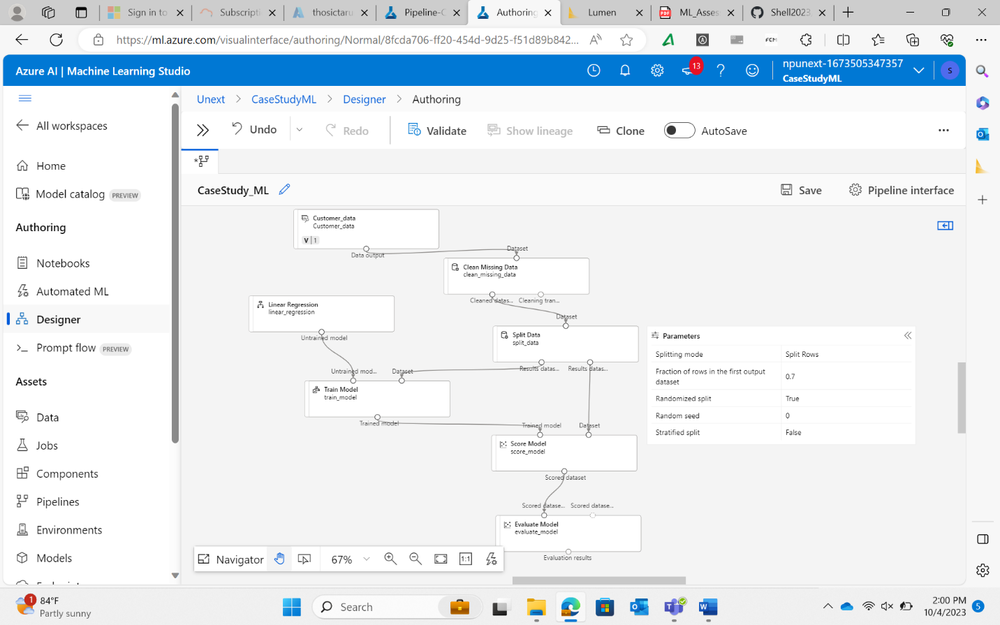 Sign in to
Subscripti
thosictaru
Pipeline-C
Authoring
Lumen
ML_Asses
Shell2023
https://ml.azure.com/visualinterface/authoring/Normal/8fcda706-ff20-454d-9d25-f51d89b842...
FCM
Azure AI | Machine Learning Studio
13
npunext-1673505347357
CaseStudyML
S
All workspaces
Home
Model catalog PREVIEW
Authoring
Notebooks
Automated ML
Designer
Prompt flow PREVIEW
Assets
Data
Jobs
Components
Pipelines
Environments
Models
Unext > CaseStudyML > Designer > Authoring
Undo
Redo
Validate
Show lineage
Clone
AutoSave
CaseStudy_ML
Save
Pipeline interface
Customer_data
Customer_data
V | 1
Data output
Dataset
Clean Missing Data
clean_missing_data
Cleaned datas...
Cleaning tran...
Linear Regression
linear_regression
Untrained model
Dataset
Split Data
split_data
Results datas...
Results datas...
Untrained mod...
Dataset
Train Model
train_model
Trained model
Trained model
Dataset
Score Model
score_model
Scored dataset
Scored datase...
Scored datase...
Evaluate Model
evaluate_model
Evaluation results
Parameters
Splitting mode Split Rows
Fraction of rows in the first output
dataset 0.7
Randomized split True
Random seed 0
Stratified split False
Navigator
67%
1:1
1
84°F
Partly sunny
Search
2:00 PM
10/4/2023
5